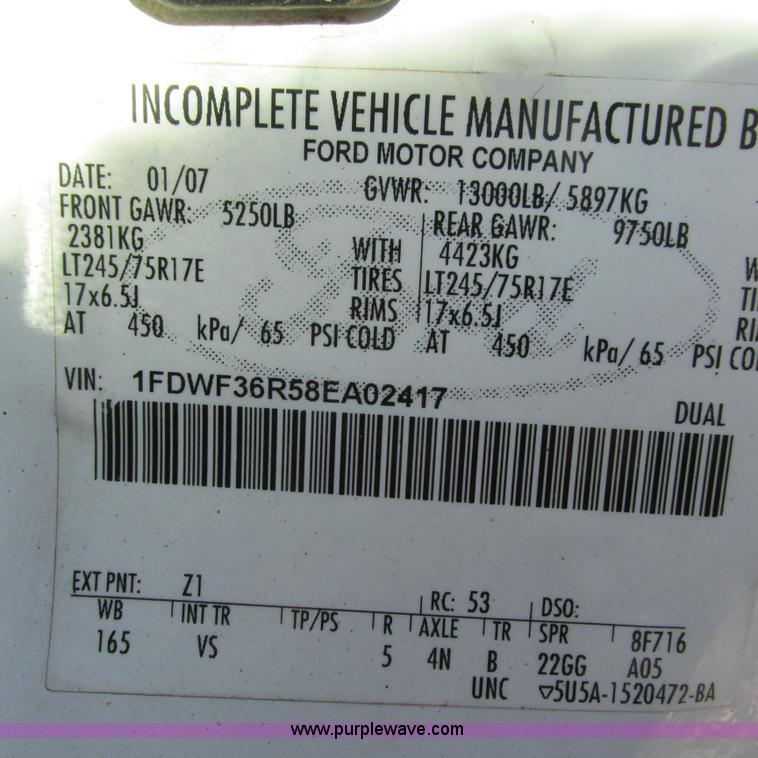 INCOMPLETE VEHICLE MANUFACTURED B
FORD MOTOR COMPANY
DATE: 01/07 GVWR: 13000LB/ 5897KG
FRONT GAWR: 5250LB REAR GAWR: 9750LB
2381KG WITH 4423KG W
LT245/75R17E TIRES LT245/75R17E TI
17x6.5J RIMS 17x6.5J RI
AT 450 kPa/ 65 PSI COLD AT 450 kPa/ 65 PSI CO
VIN: 1FDWF36R58EA02417
DUAL
EXT PNT: Z1 RC: 53 DSO:
WB INT TR TP/PS R AXLE TR SPR 8F716
165 VS 5 4N B 22GG A05
UNC ▽5U5A-1520472-BA
www.purplewave.com